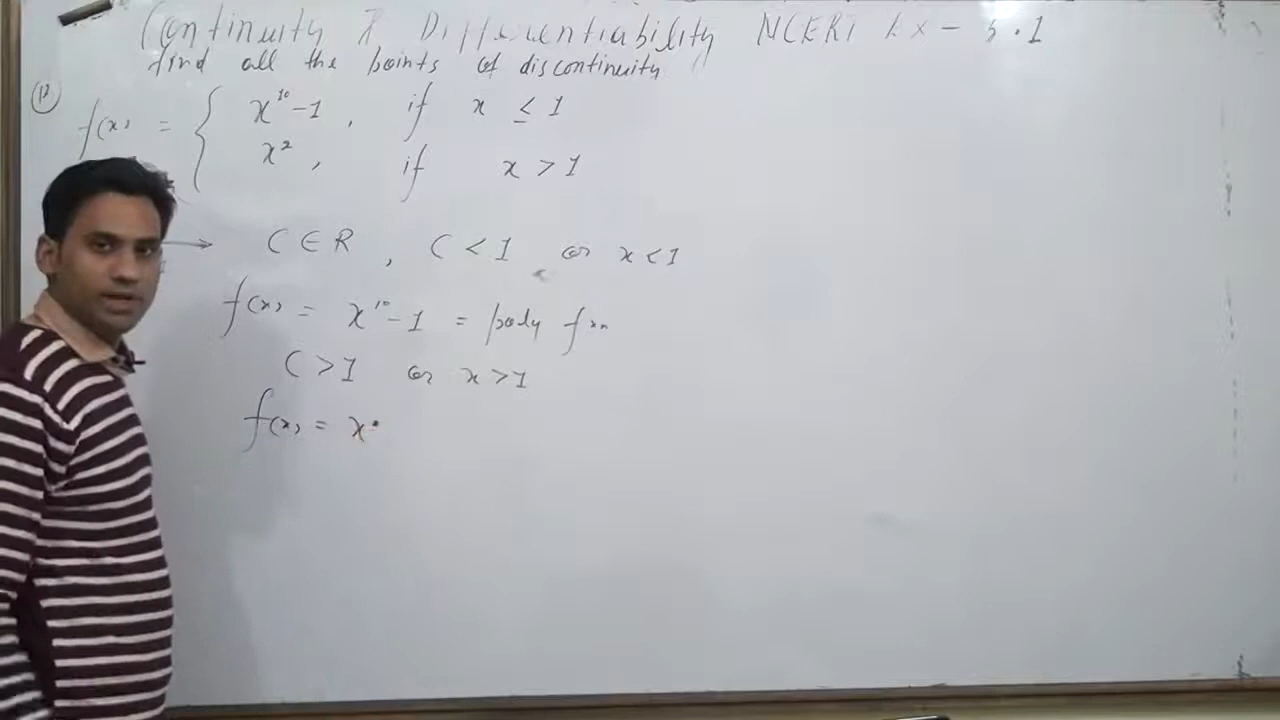 Continuity & Differentiability NCERT Ex - 5.1
find all the points of discontinuity
12 f(x) = { x¹⁰-1 , if x ≤ 1
x² , if x > 1
→ C ∈ R , C < 1 or x < 1
f(x) = x¹⁰-1 = poly fxn
C > 1 or x > 1
f(x) = x